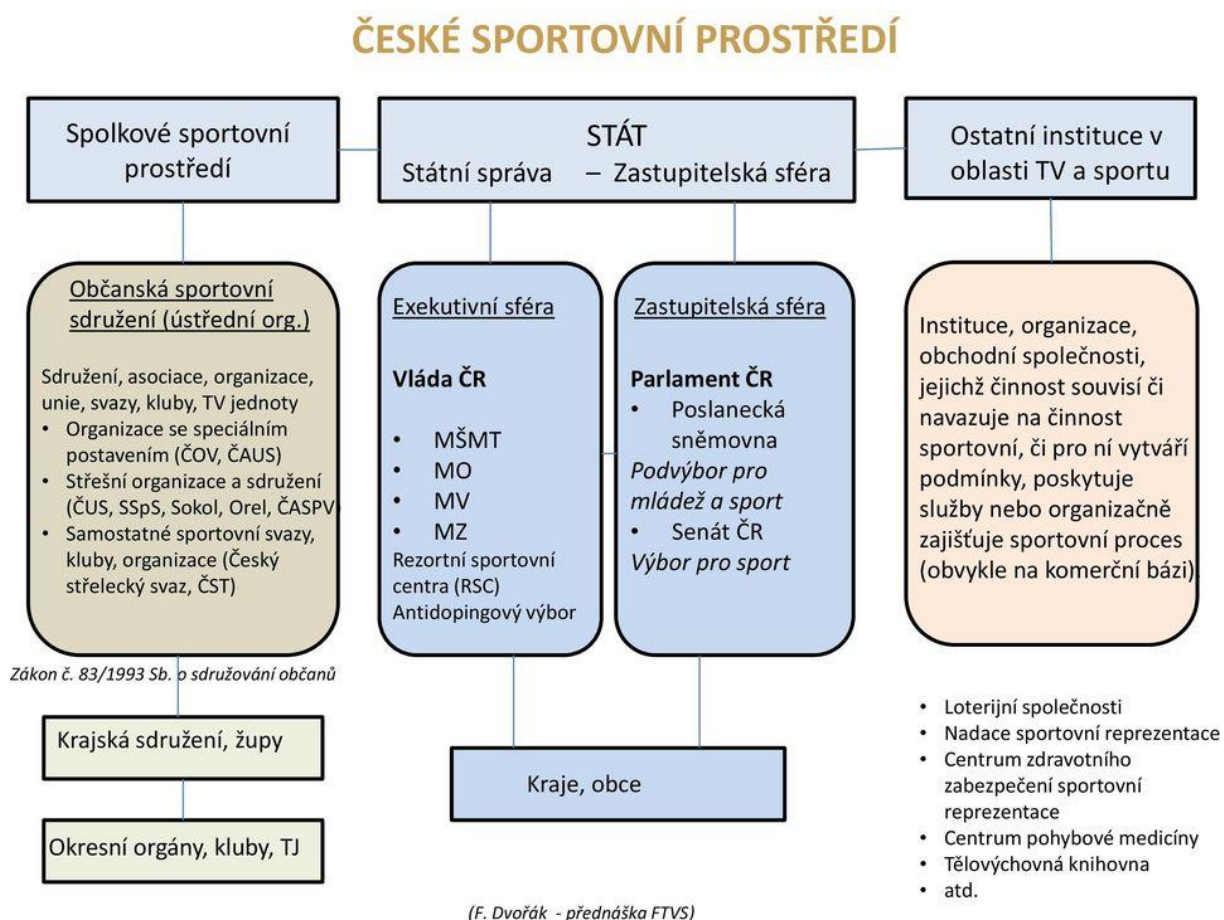 ČESKÉ SPORTOVNÍ PROSTŘEDÍ
Spolkové sportovní
prostředí
STÁT
Státní správa – Zastupitelská sféra
Ostatní instituce v
oblasti TV a sportu
Občanská sportovní
sdružení (ústřední org.)
Sdružení, asociace, organizace,
unie, svazy, kluby, TV jednoty
• Organizace se speciálním
postavením (ČOV, ČAUS)
• Střešní organizace a sdružení
(ČUS, SSpS, Sokol, Orel, ČASPV)
• Samostatné sportovní svazy,
kluby, organizace (Český
střelecký svaz, ČST)
Zákon č. 83/1993 Sb. o sdružování občanů
Krajská sdružení, župy
Okresní orgány, kluby, TJ
Exekutivní sféra
Vláda ČR
• MŠMT
• MO
• MV
• MZ
Rezortní sportovní
centra (RSC)
Antidopingový výbor
Zastupitelská sféra
Parlament ČR
• Poslanecká
sněmovna
Podvýbor pro
mládež a sport
• Senát ČR
Výbor pro sport
Kraje, obce
Instituce, organizace,
obchodní společnosti,
jejichž činnost souvisí či
navazuje na činnost
sportovní, či pro ní vytváří
podmínky, poskytuje
služby nebo organizačně
zajišťuje sportovní proces
(obvykle na komerční bázi)
• Loterijní společnosti
• Nadace sportovní reprezentace
• Centrum zdravotního
zabezpečení sportovní
reprezentace
• Centrum pohybové medicíny
• Tělovýchovná knihovna
• atd.
(F. Dvořák - přednáška FTVS)